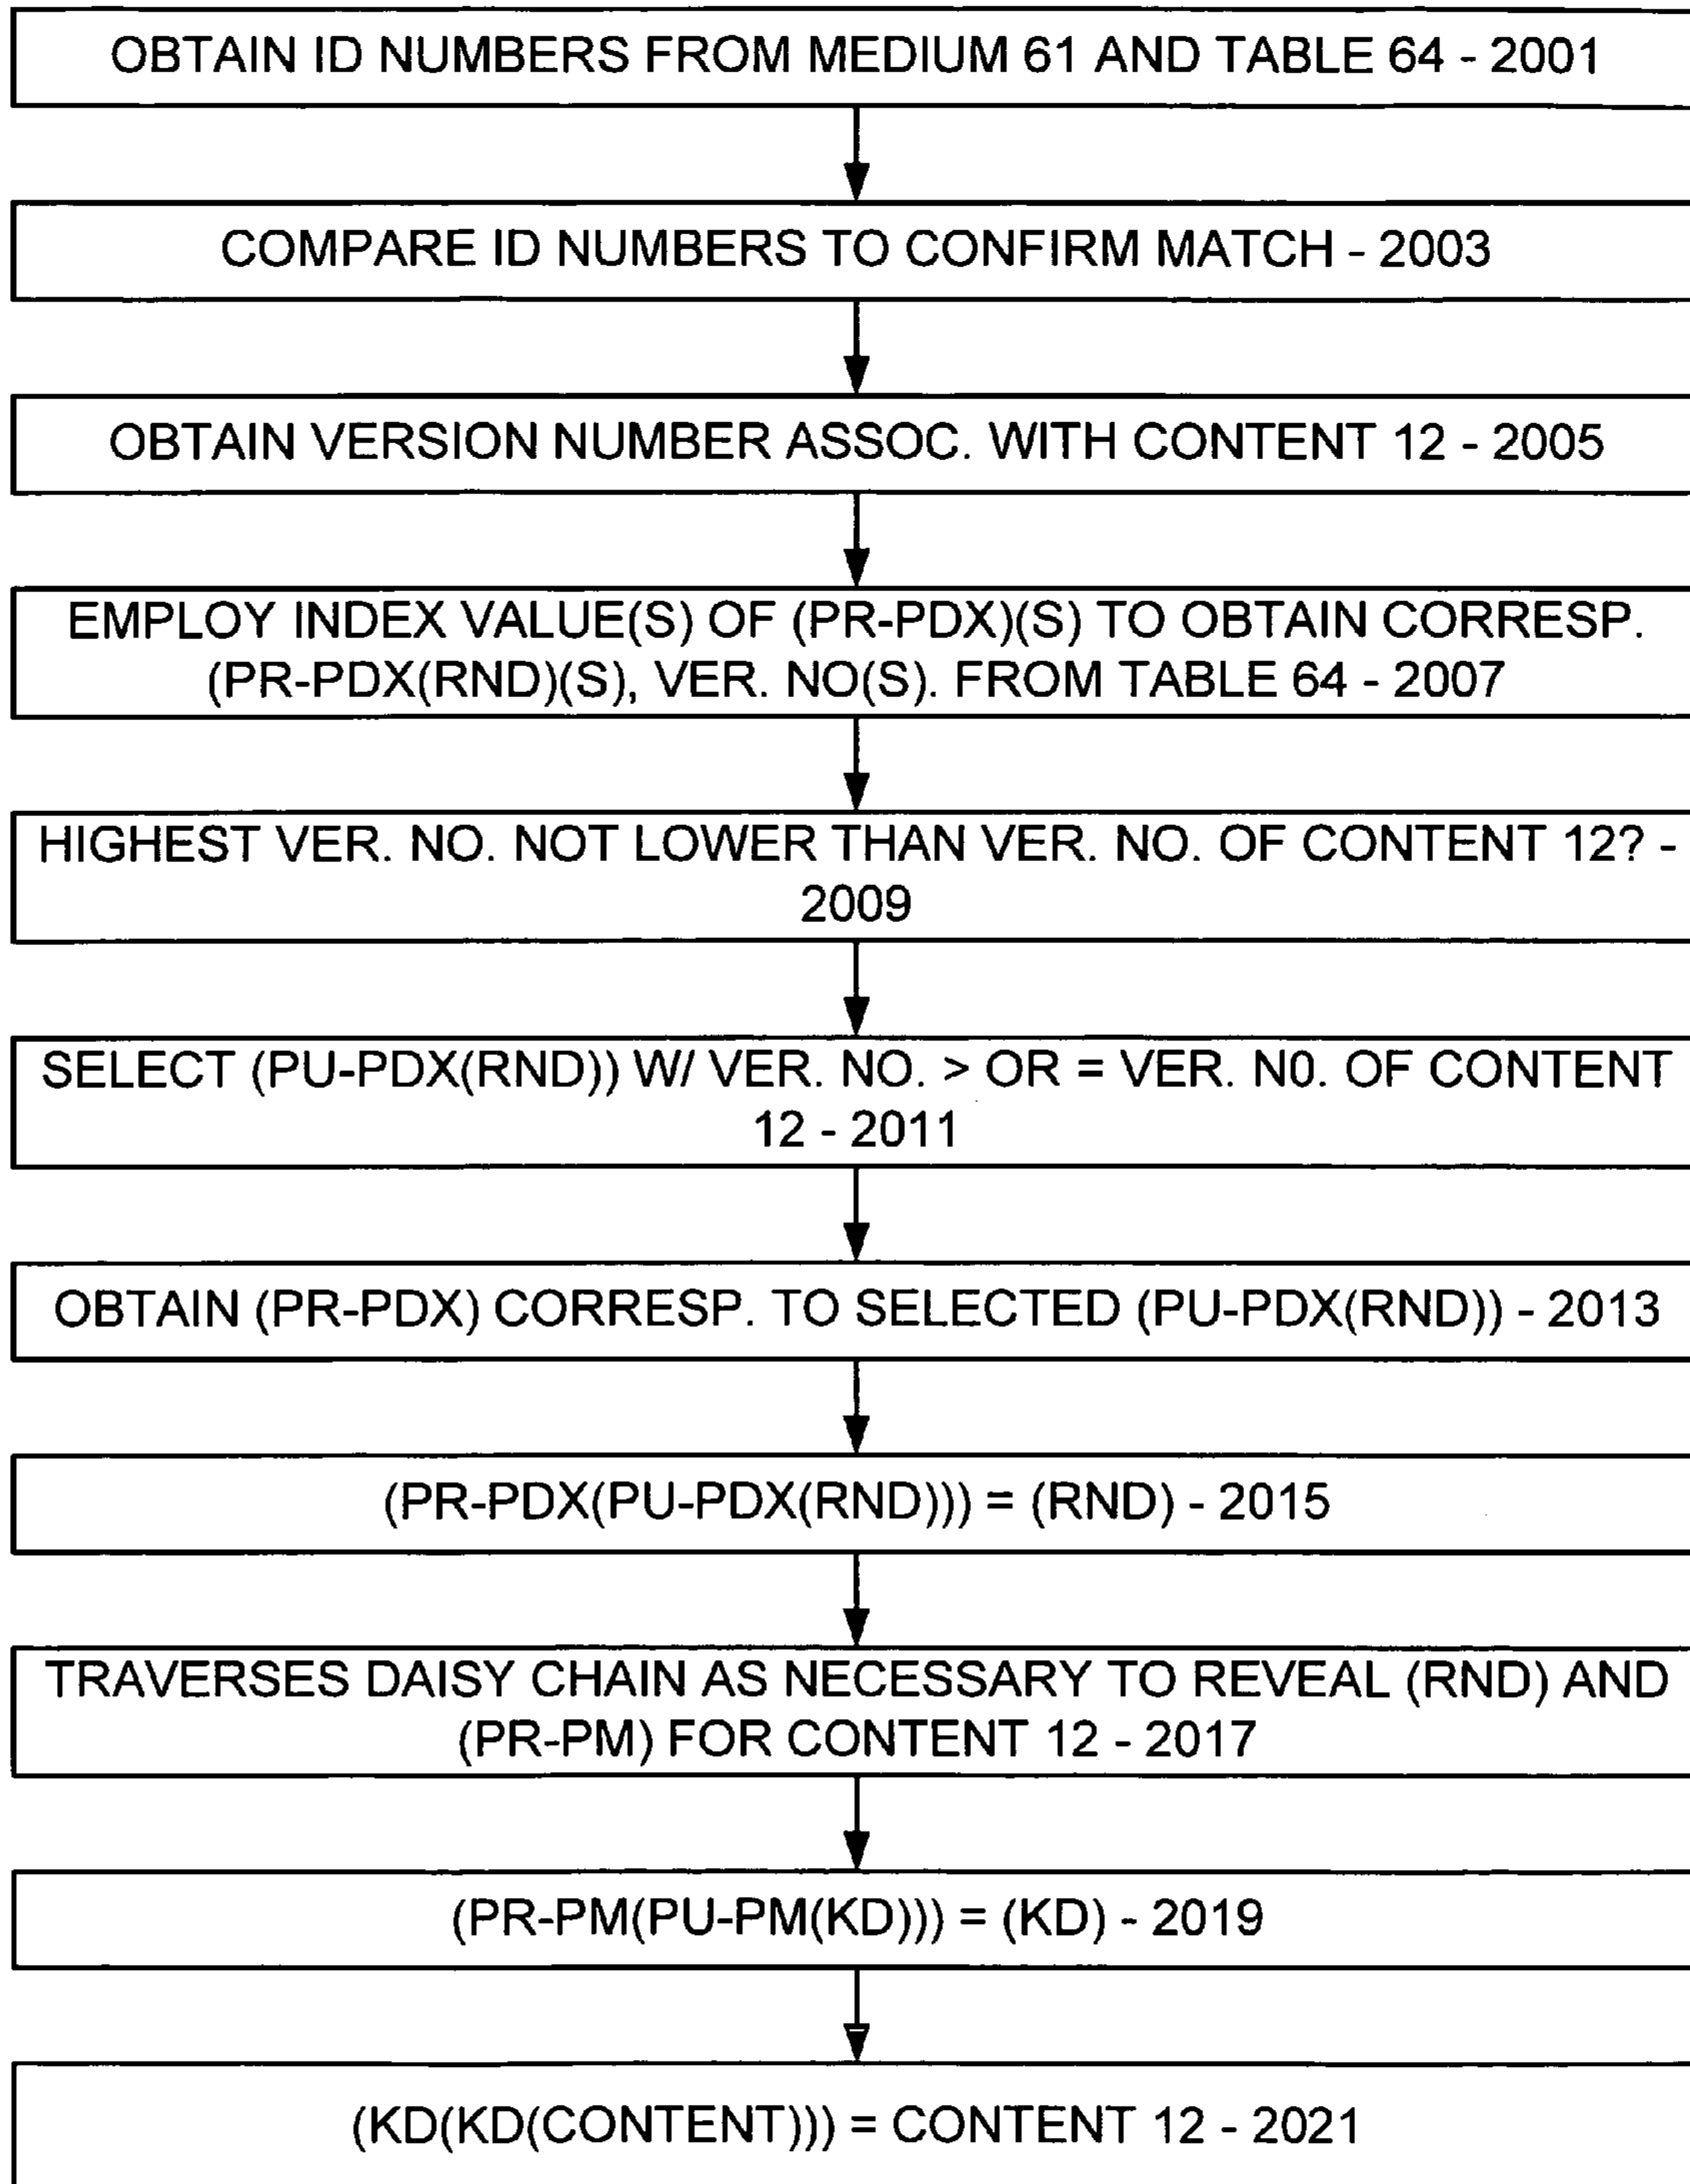 OBTAIN ID NUMBERS FROM MEDIUM 61 AND TABLE 64 - 2001
COMPARE ID NUMBERS TO CONFIRM MATCH - 2003
OBTAIN VERSION NUMBER ASSOC. WITH CONTENT 12 - 2005
EMPLOY INDEX VALUE(S) OF (PR-PDX)(S) TO OBTAIN CORRESP.
(PR-PDX(RND)(S), VER. NO(S). FROM TABLE 64 - 2007
HIGHEST VER. NO. NOT LOWER THAN VER. NO. OF CONTENT 12? -
2009
SELECT (PU-PDX(RND)) W/ VER. NO. > OR = VER. N0. OF CONTENT
12 - 2011
OBTAIN (PR-PDX) CORRESP. TO SELECTED (PU-PDX(RND)) - 2013
(PR-PDX(PU-PDX(RND))) = (RND) - 2015
TRAVERSES DAISY CHAIN AS NECESSARY TO REVEAL (RND) AND
(PR-PM) FOR CONTENT 12 - 2017
(PR-PM(PU-PM(KD))) = (KD) - 2019
(KD(KD(CONTENT))) = CONTENT 12 - 2021